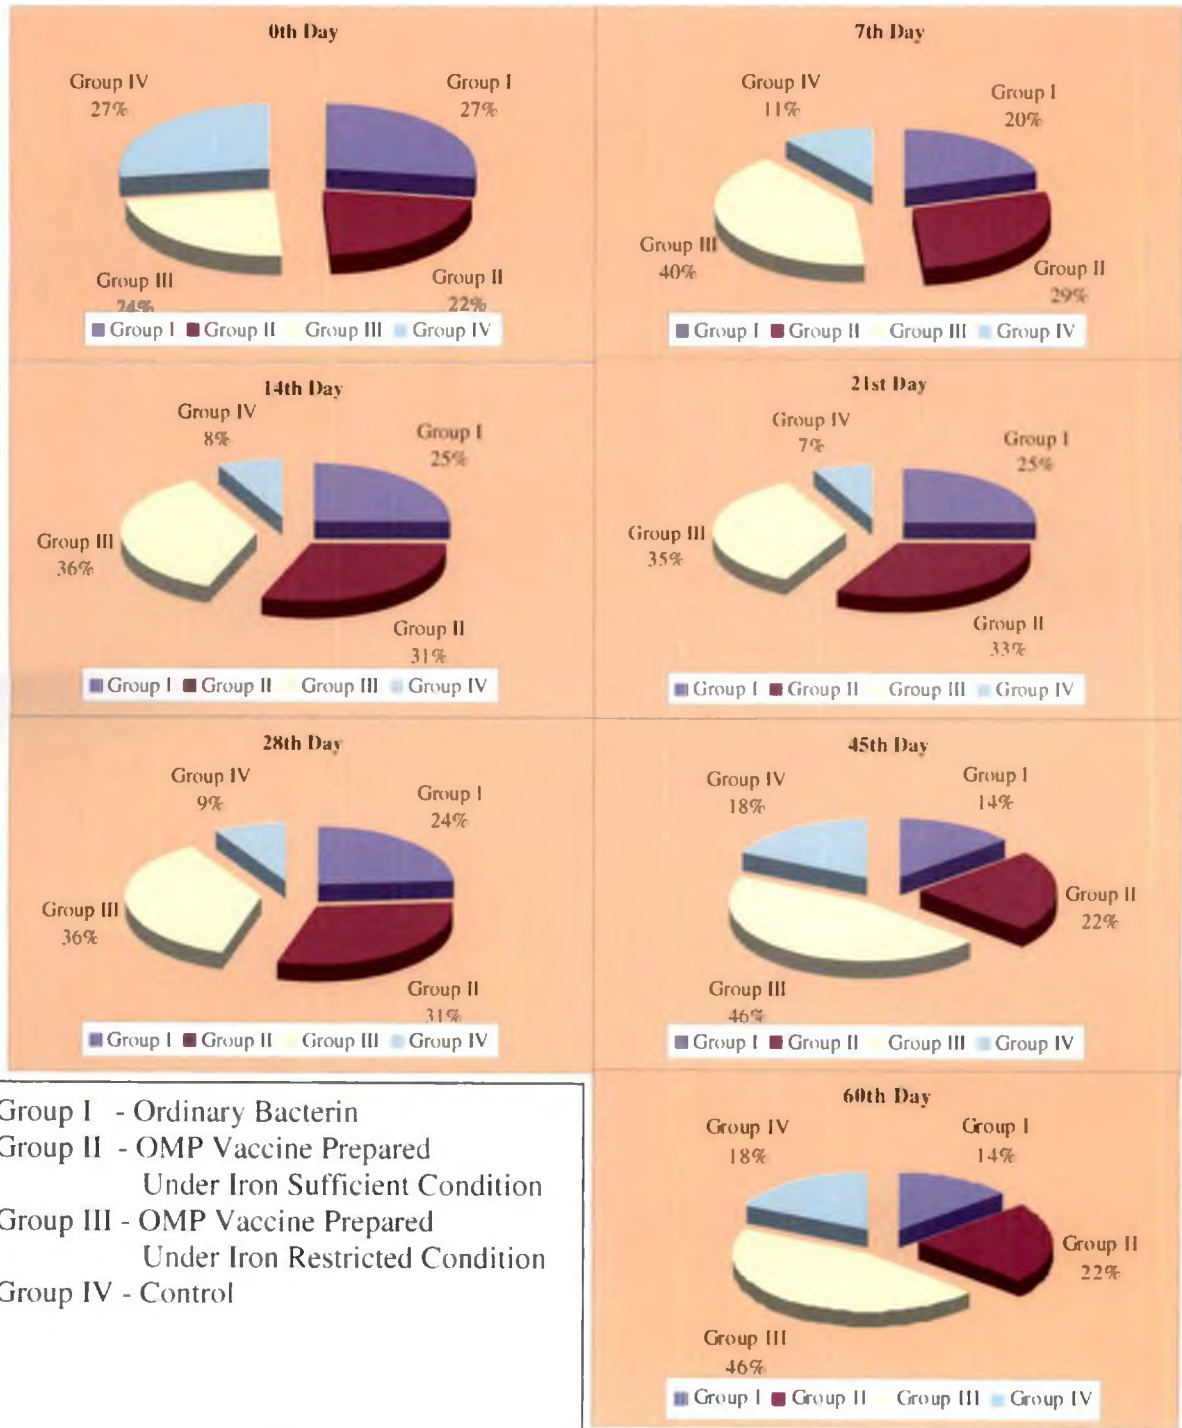 0th Day
Group IV
27%
Group I
27%
Group III
24%
Group II
22%
Group I Group II Group III Group IV
7th Day
Group IV
11%
Group I
20%
Group III
40%
Group II
29%
Group I Group II Group III Group IV
14th Day
Group IV
8%
Group I
25%
Group III
36%
Group II
31%
Group I Group II Group III Group IV
21st Day
Group IV
7%
Group I
25%
Group III
35%
Group II
33%
Group I Group II Group III Group IV
28th Day
Group IV
9%
Group I
24%
Group III
36%
Group II
31%
Group I Group II Group III Group IV
45th Day
Group IV
18%
Group I
14%
Group II
22%
Group III
46%
Group I Group II Group III Group IV
Group I - Ordinary Bacterin
Group II - OMP Vaccine Prepared
Under Iron Sufficient Condition
Group III - OMP Vaccine Prepared
Under Iron Restricted Condition
Group IV - Control
60th Day
Group IV
18%
Group I
14%
Group II
22%
Group III
46%
Group I Group II Group III Group IV